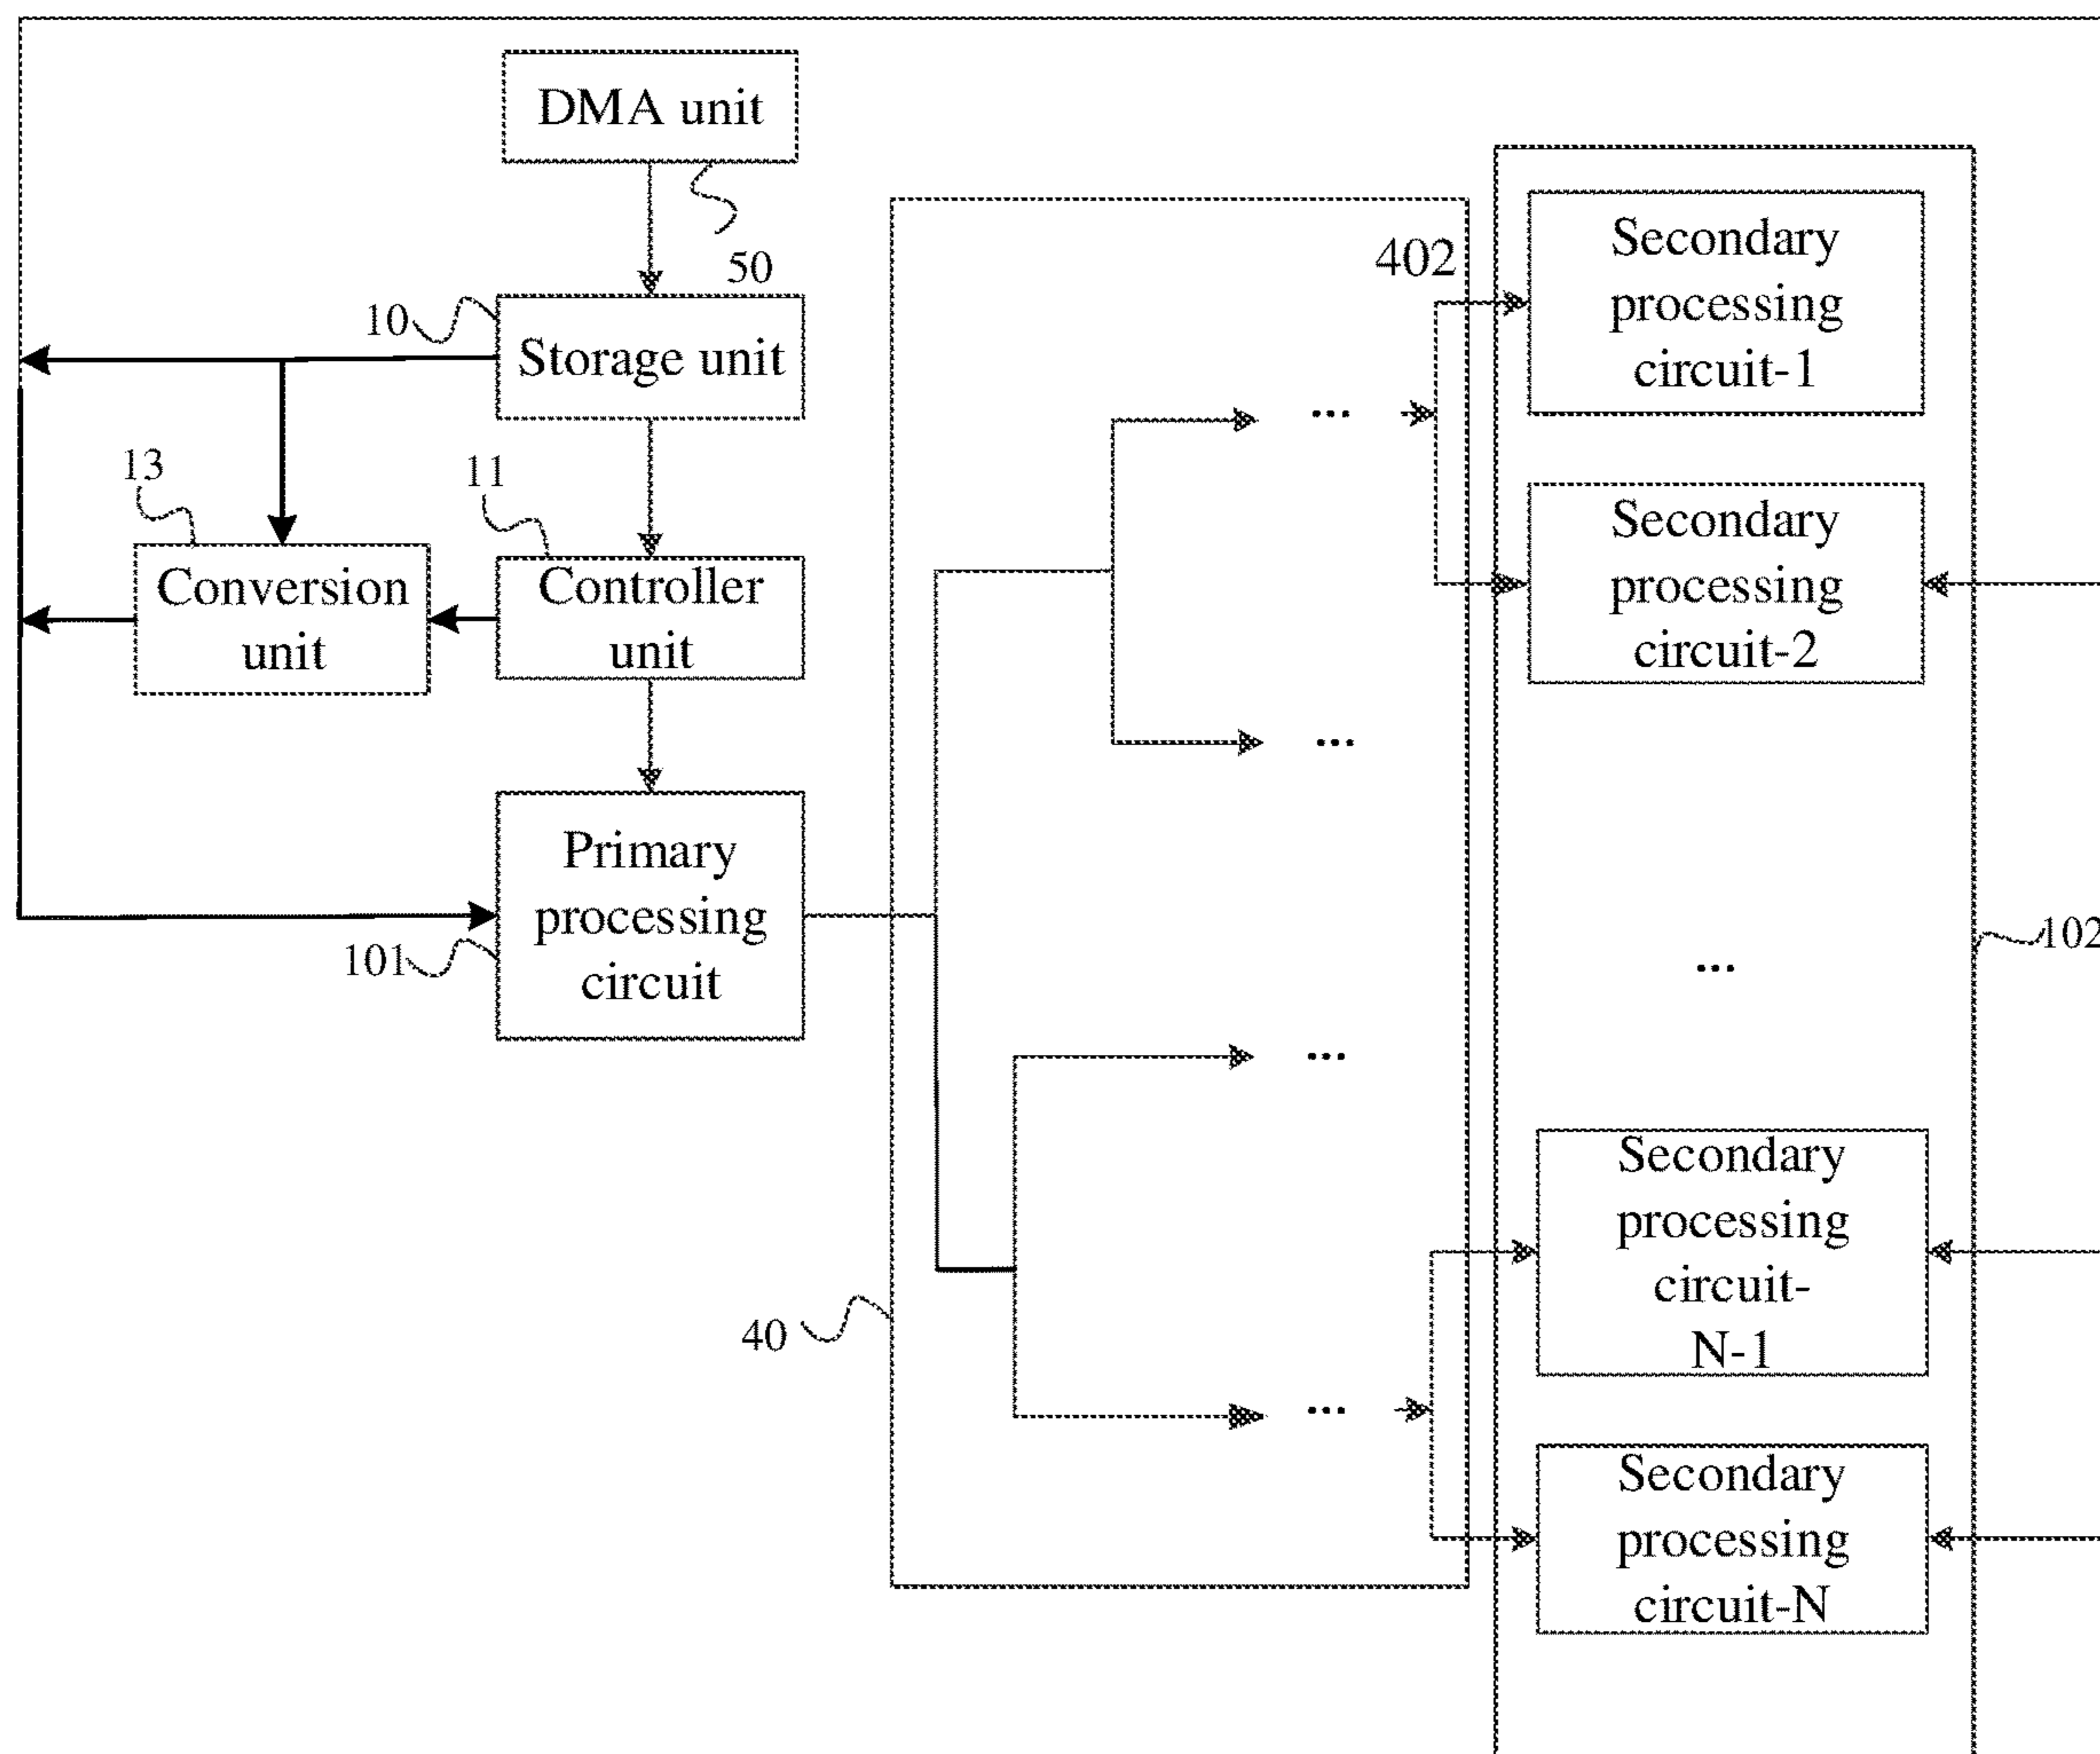 DMA unit
50
10
Storage unit
13
11
Conversion
unit
Controller
unit
Primary
processing
circuit
101
40
402
...
...
...
...
Secondary
processing
circuit-1
Secondary
processing
circuit-2
...
102
Secondary
processing
circuit-
N-1
Secondary
processing
circuit-N